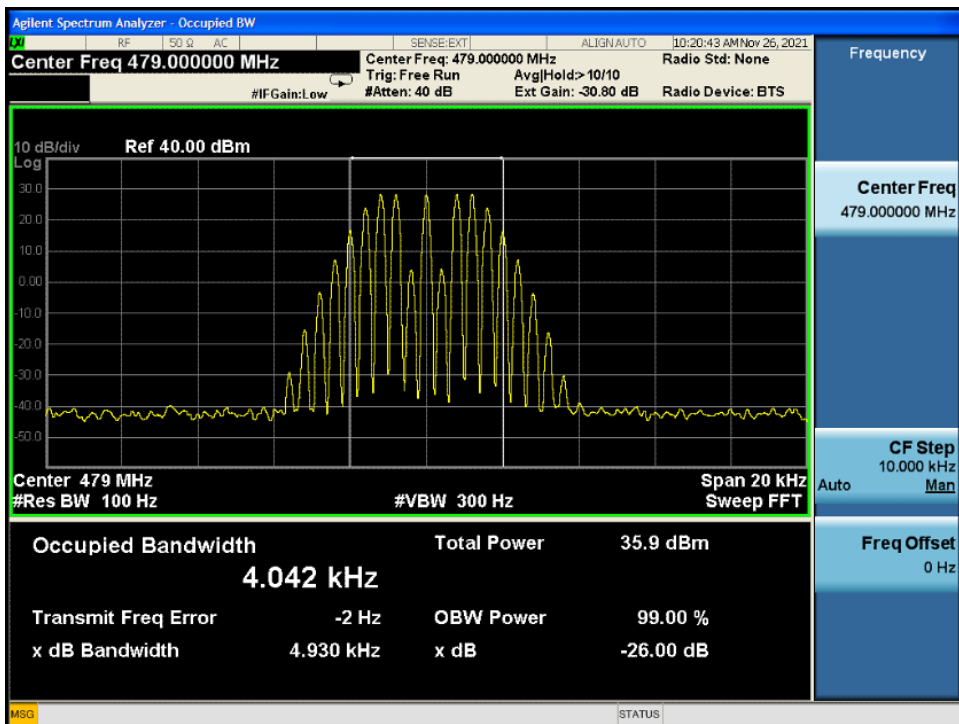 Agilent Spectrum Analyzer - Occupied BW
LXI RF 50 Ω AC SENSE:EXT ALIGN AUTO 10:20:43 AM Nov 26, 2021
Center Freq 479.000000 MHz
Center Freq: 479.000000 MHz Radio Std: None
Trig: Free Run Avg|Hold:> 10/10
#IFGain:Low #Atten: 40 dB Ext Gain: -30.80 dB Radio Device: BTS
Frequency
10 dB/div Ref 40.00 dBm
Log
30.0
20.0
10.0
0.00
-10.0
-20.0
-30.0
-40.0
-50.0
Center 479 MHz Span 20 kHz
#Res BW 100 Hz #VBW 300 Hz Sweep FFT
Center Freq
479.000000 MHz
CF Step
10.000 kHz
Auto Man
Freq Offset
0 Hz
Occupied Bandwidth Total Power 35.9 dBm
4.042 kHz
Transmit Freq Error -2 Hz OBW Power 99.00 %
x dB Bandwidth 4.930 kHz x dB -26.00 dB
MSG STATUS